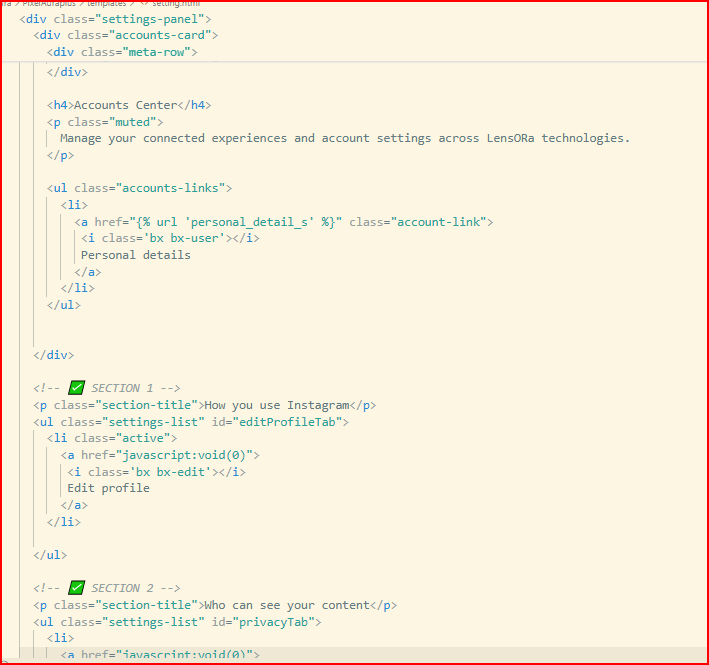 PixelAuraplus > templates > <> setting.html
<div class="settings-panel">
<div class="accounts-card">
<div class="meta-row">
</div>
<h4>Accounts Center</h4>
<p class="muted">
Manage your connected experiences and account settings across LensORa technologies.
</p>
<ul class="accounts-links">
<li>
<a href="{% url 'personal_detail_s' %}" class="account-link">
<i class='bx bx-user'></i>
Personal details
</a>
</li>
</ul>
</div>
<!-- ✅ SECTION 1 -->
<p class="section-title">How you use Instagram</p>
<ul class="settings-list" id="editProfileTab">
<li class="active">
<a href="javascript:void(0)">
<i class='bx bx-edit'></i>
Edit profile
</a>
</li>
</ul>
<!-- ✅ SECTION 2 -->
<p class="section-title">Who can see your content</p>
<ul class="settings-list" id="privacyTab">
<li>
<a href="javascript:void(0)">